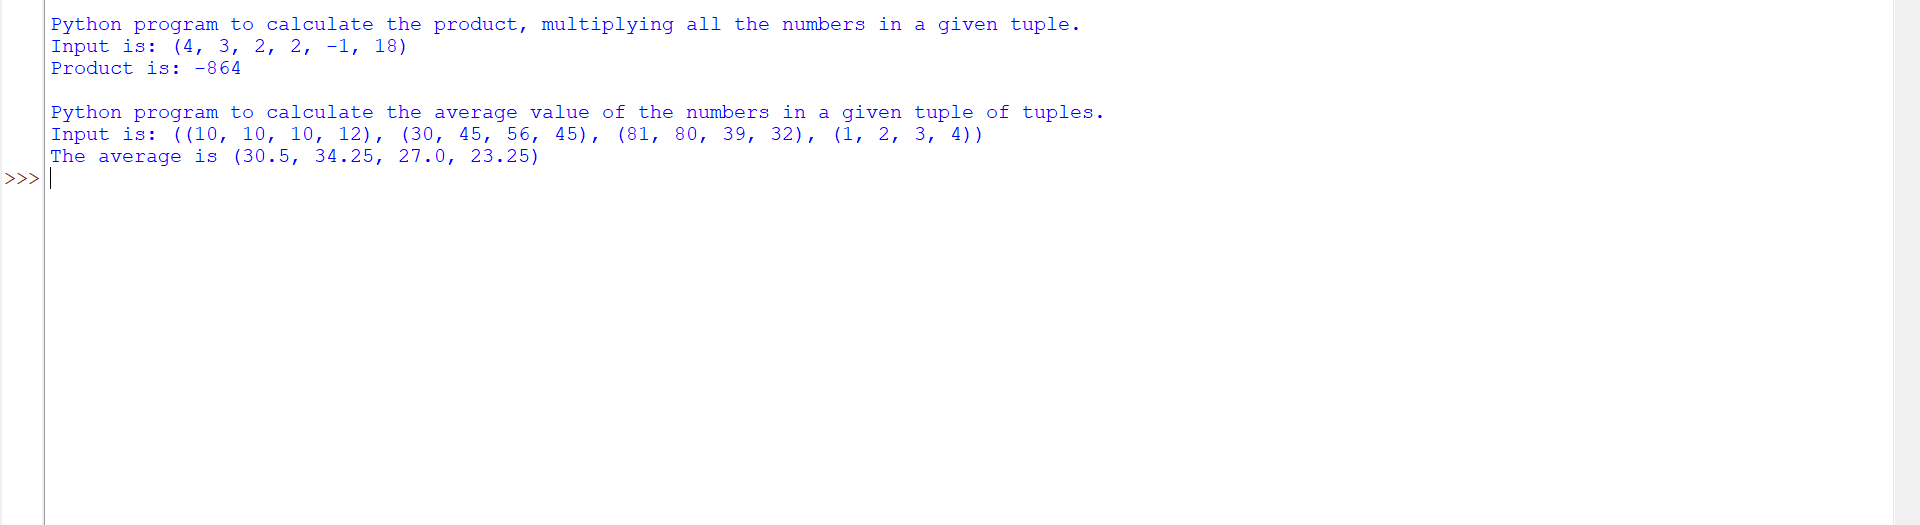 Python program to calculate the product, multiplying all the numbers in a given tuple.
Input is: (4, 3, 2, 2, -1, 18)
Product is: -864
Python program to calculate the average value of the numbers in a given tuple of tuples.
Input is: ((10, 10, 10, 12), (30, 45, 56, 45), (81, 80, 39, 32), (1, 2, 3, 4))
The average is (30.5, 34.25, 27.0, 23.25)
>>>